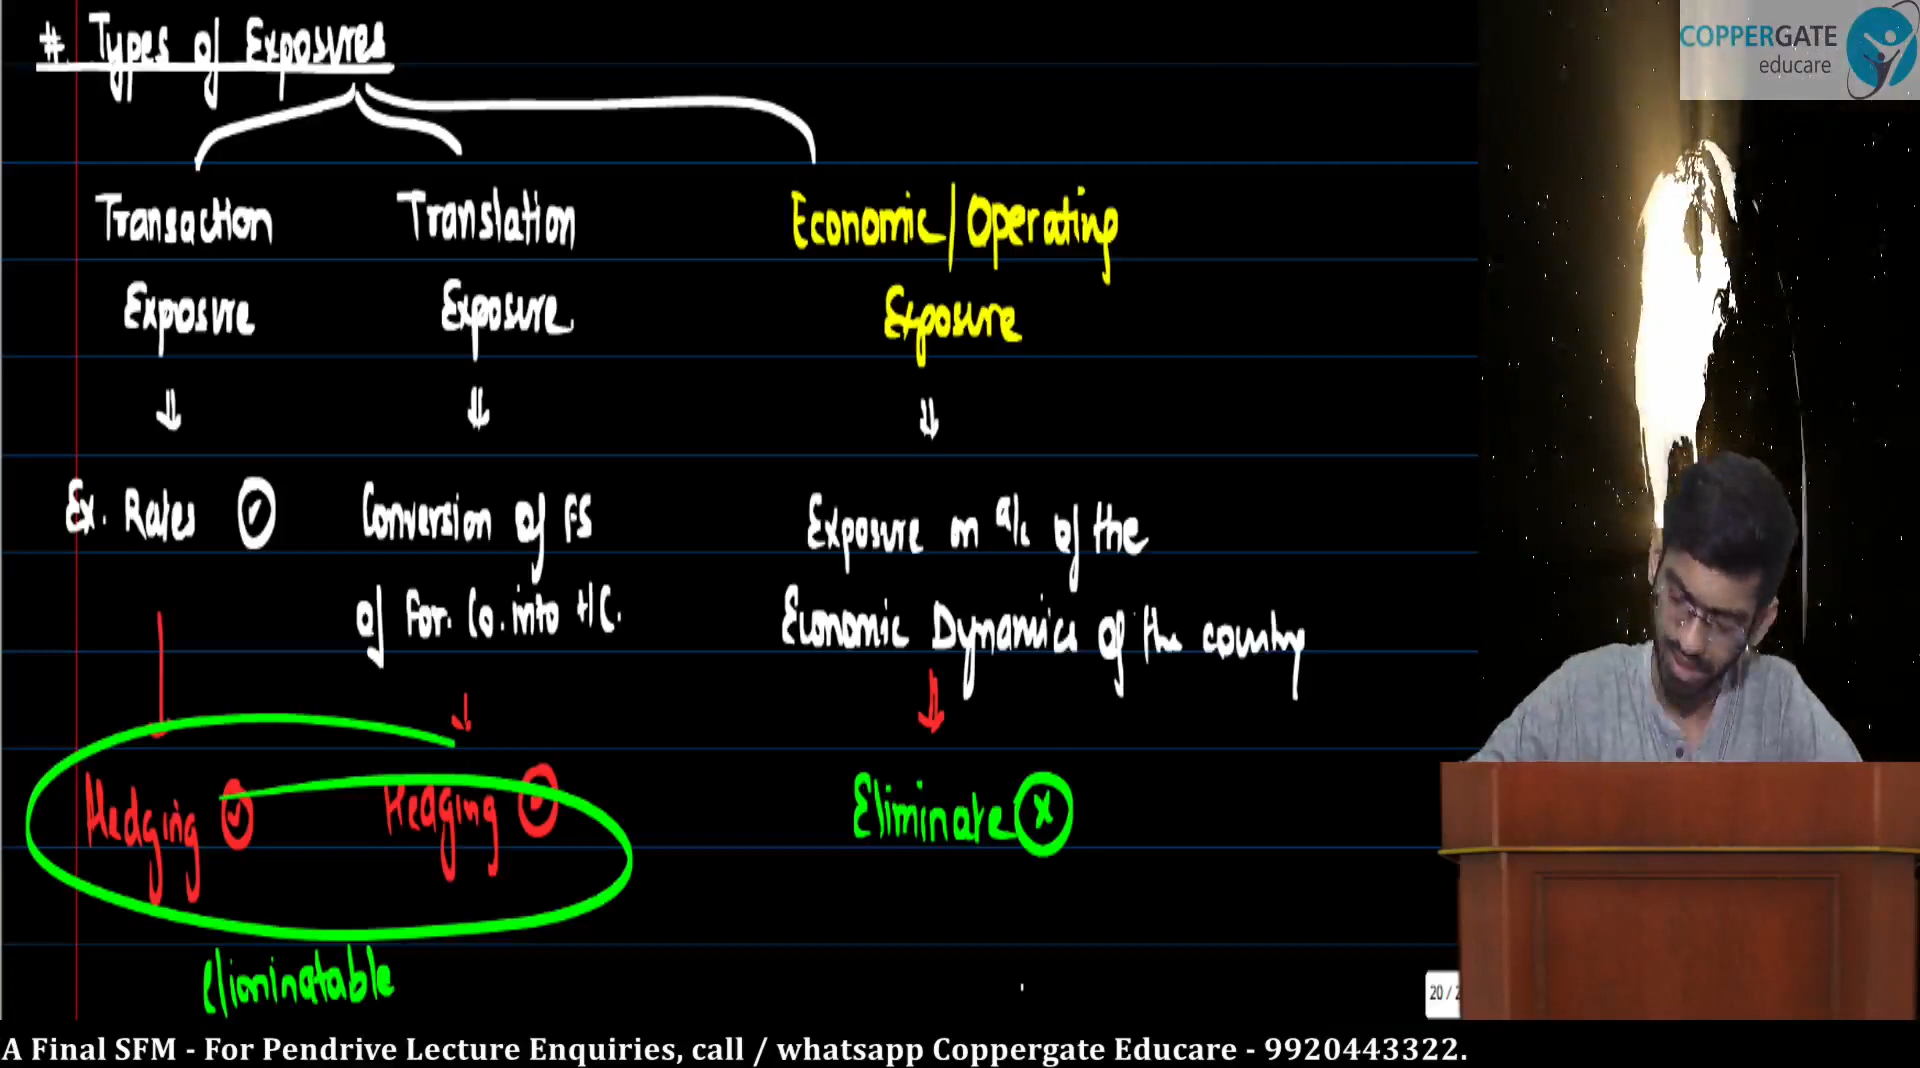 # Types of Exposures
COPPERGATE
educare
Transaction
Exposure
Translation
Exposure
Economic/Operating
Exposure
Ex. Rates
Conversion of FS
of For. Co. into HC.
Exposure on a/c of the
Economic Dynamics of the country
Hedging
Hedging
Eliminate
eliminatable
20 / 2
A Final SFM - For Pendrive Lecture Enquiries, call / whatsapp Coppergate Educare - 9920443322.